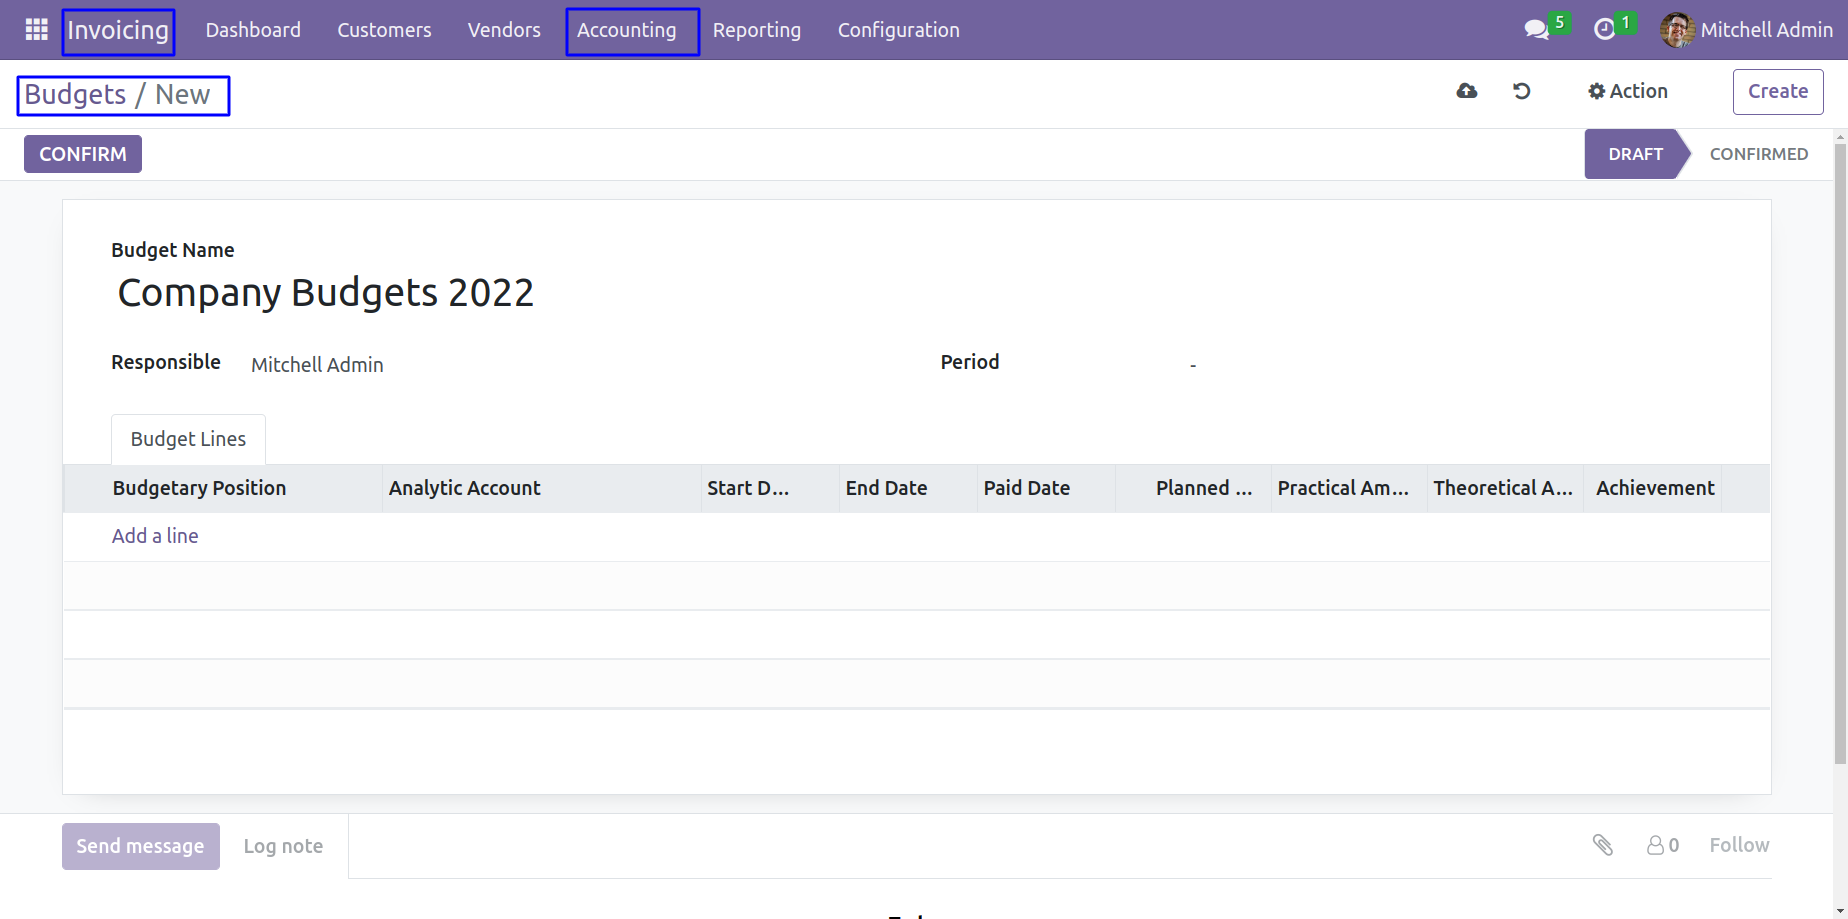 Invoicing Dashboard Customers Vendors Accounting Reporting Configuration 5 1 Mitchell Admin
Budgets / New Action Create
CONFIRM DRAFT CONFIRMED
Budget Name
Company Budgets 2022
Responsible Mitchell Admin Period -
Budget Lines
Budgetary Position Analytic Account Start D... End Date Paid Date Planned ... Practical Am... Theoretical A... Achievement
Add a line
Send message Log note 0 Follow